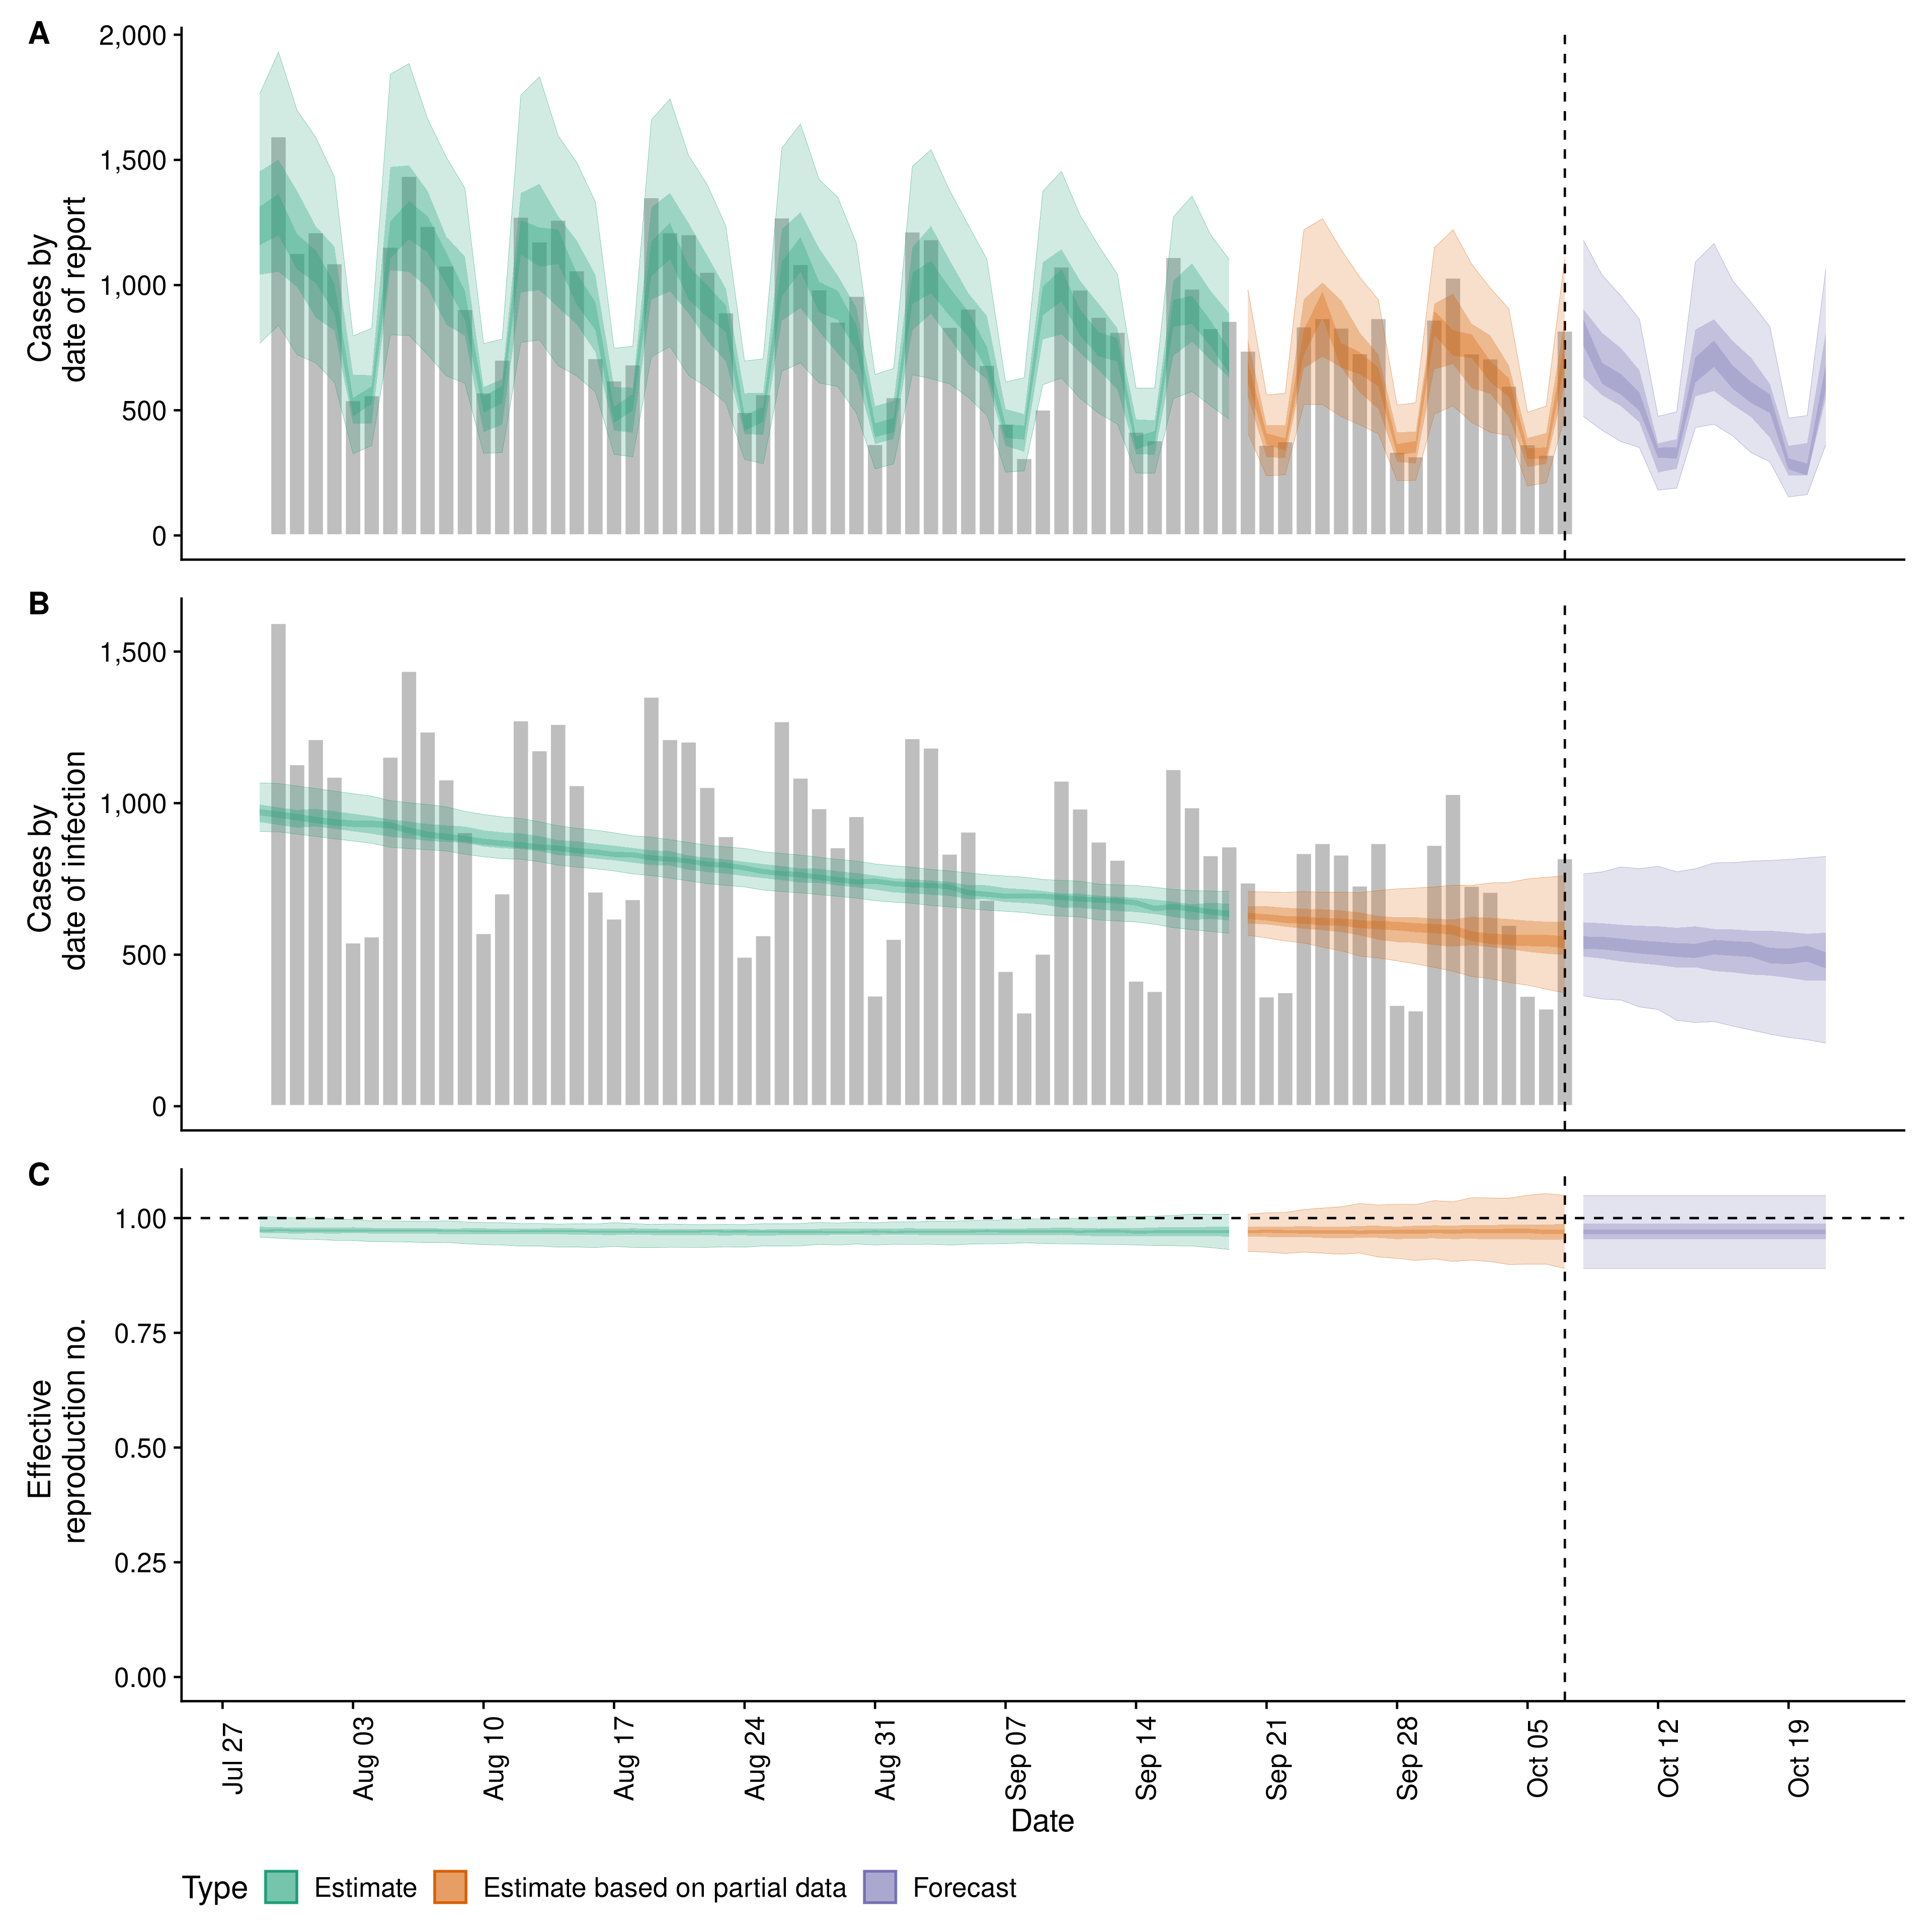 A
Cases by
date of report
2,000
1,500
1,000
500
0
B
Cases by
date of infection
1,500
1,000
500
0
C
Effective
reproduction no.
1.00
0.75
0.50
0.25
0.00
Jul 27
Aug 03
Aug 10
Aug 17
Aug 24
Aug 31
Sep 07
Sep 14
Sep 21
Sep 28
Oct 05
Oct 12
Oct 19
Date
Type Estimate Estimate based on partial data Forecast